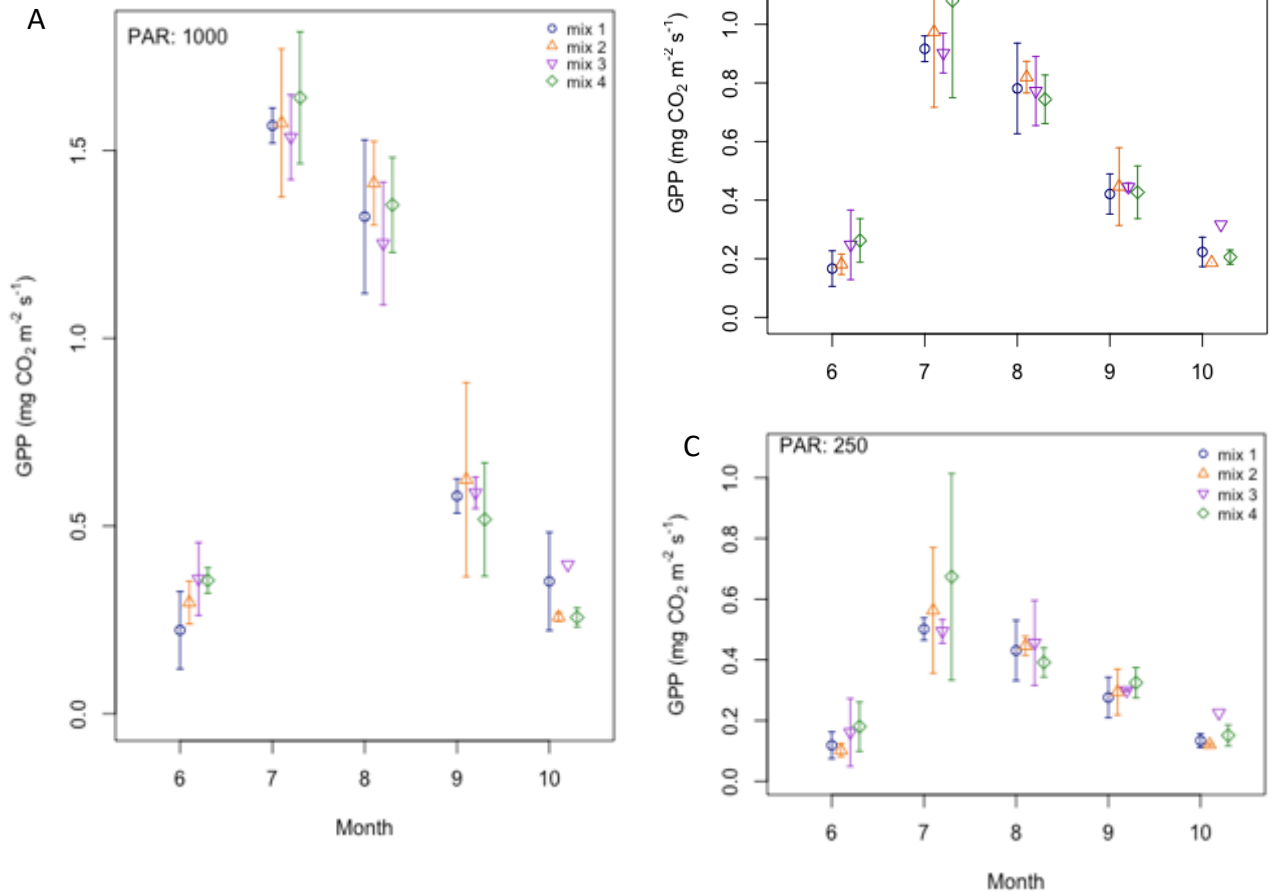 A
PAR: 1000
mix 1
mix 2
mix 3
mix 4
GPP (mg CO2 m-2 s-1)
1.5
1.0
0.5
0.0
6 7 8 9 10
Month
GPP (mg CO2 m-2 s-1)
1.0
0.8
0.6
0.4
0.2
0.0
6 7 8 9 10
C
PAR: 250
mix 1
mix 2
mix 3
mix 4
GPP (mg CO2 m-2 s-1)
1.0
0.8
0.6
0.4
0.2
0.0
6 7 8 9 10
Month